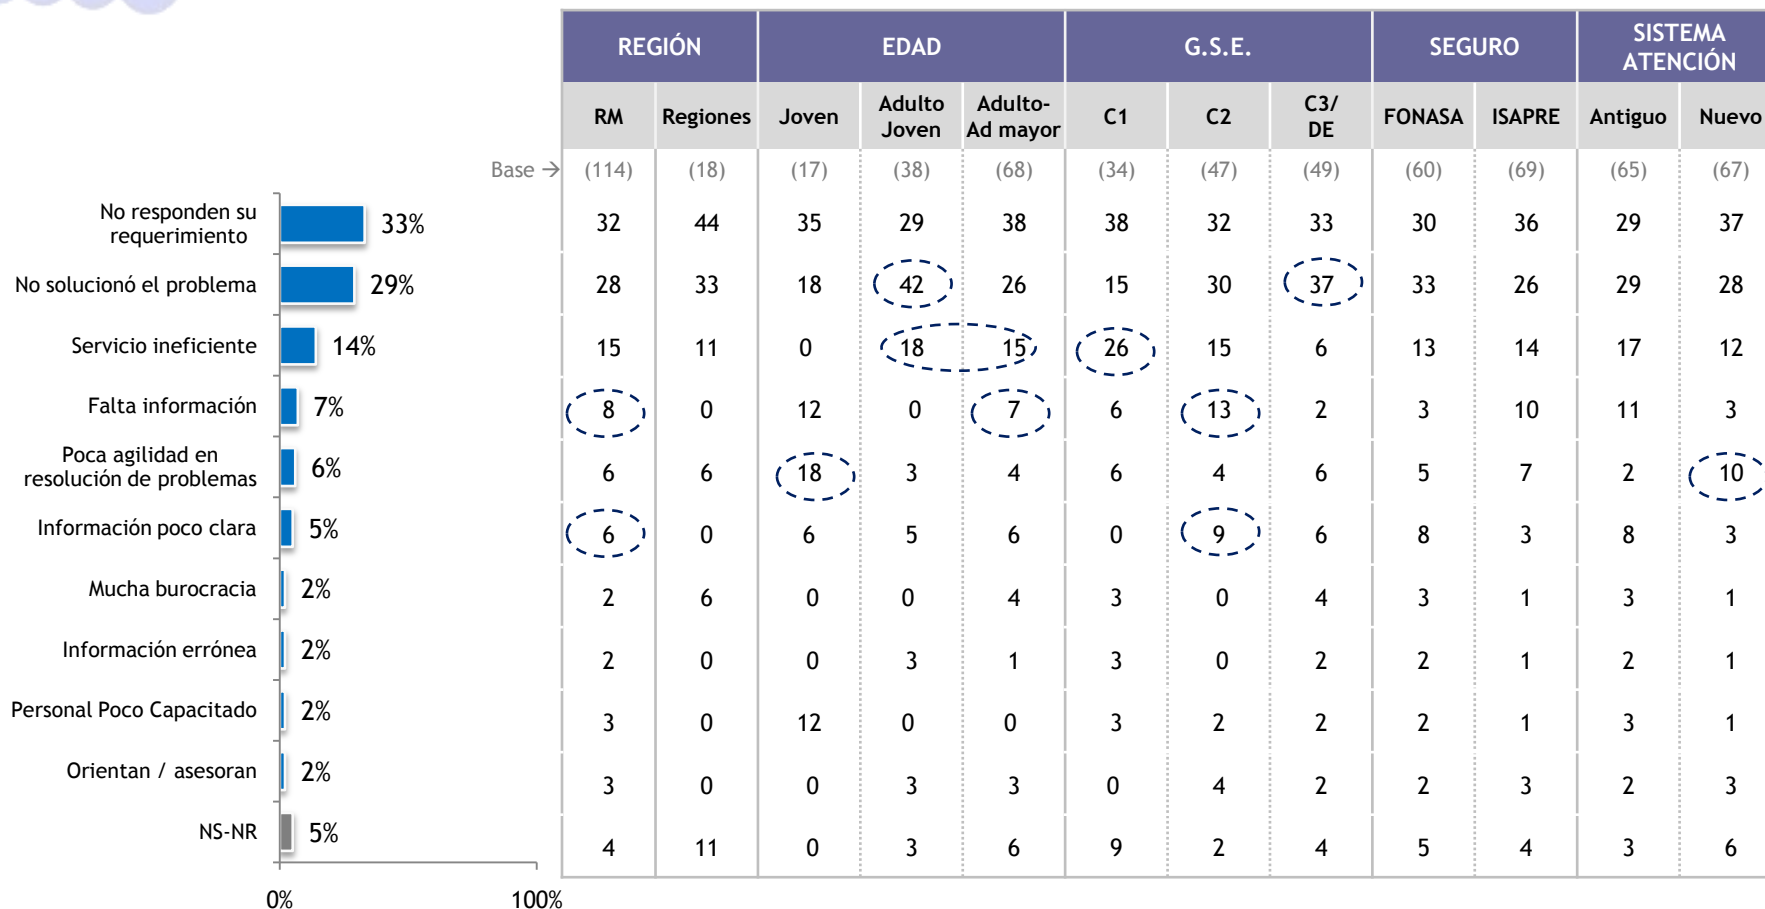 REGIÓN EDAD G.S.E. SEGURO SISTEMA
ATENCIÓN
RM Regiones Joven Adulto
Joven Adulto-
Ad mayor C1 C2 C3/
DE FONASA ISAPRE Antiguo Nuevo
Base → (114) (18) (17) (38) (68) (34) (47) (49) (60) (69) (65) (67)
No responden su
requerimiento 33% 32 44 35 29 38 38 32 33 30 36 29 37
No solucionó el problema 29% 28 33 18 42 26 15 30 37 33 26 29 28
Servicio ineficiente 14% 15 11 0 18 15 26 15 6 13 14 17 12
Falta información 7% 8 0 12 0 7 6 13 2 3 10 11 3
Poca agilidad en
resolución de problemas 6% 6 6 18 3 4 6 4 6 5 7 2 10
Información poco clara 5% 6 0 6 5 6 0 9 6 8 3 8 3
Mucha burocracia 2% 2 6 0 0 4 3 0 4 3 1 3 1
Información errónea 2% 2 0 0 3 1 3 0 2 2 1 2 1
Personal Poco Capacitado 2% 3 0 12 0 0 3 2 2 2 1 3 1
Orientan / asesoran 2% 3 0 0 3 3 0 4 2 2 3 2 3
NS-NR 5% 4 11 0 3 6 9 2 4 5 4 3 6
0% 100%